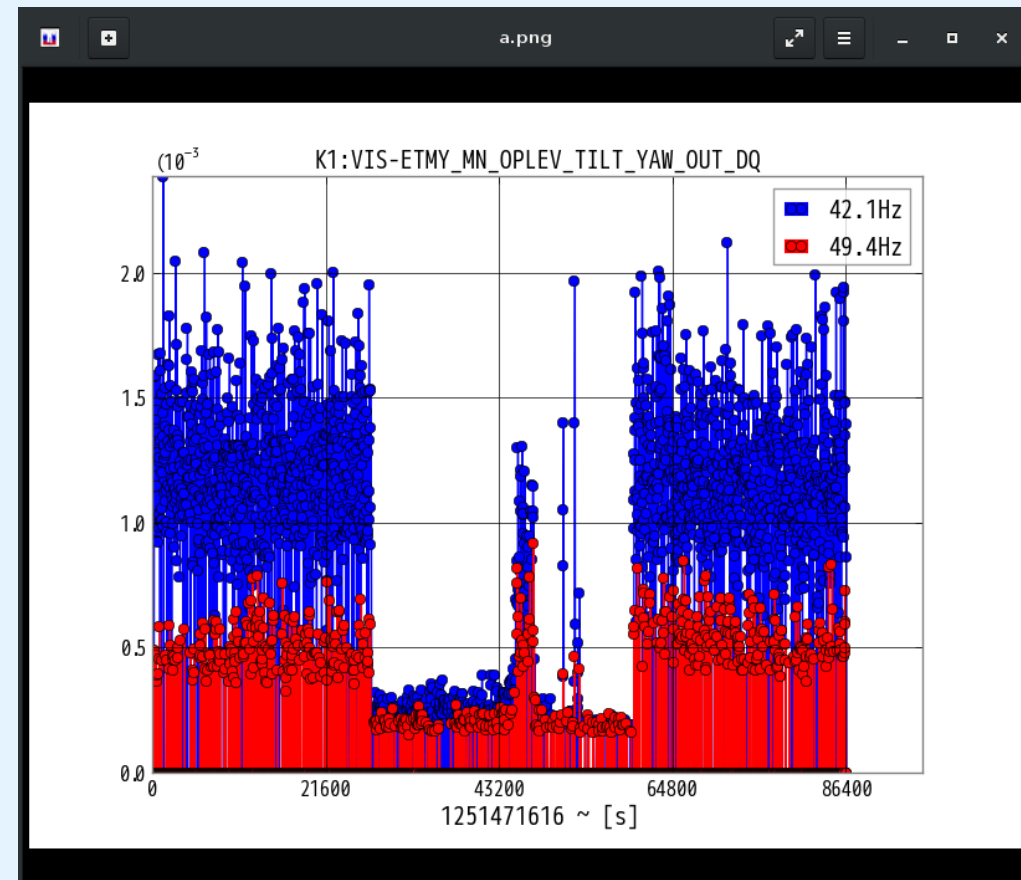 a.png
(10⁻³
K1:VIS-ETMY_MN_OPLEV_TILT_YAW_OUT_DQ
42.1Hz
49.4Hz
2.0
1.5
1.0
0.5
0.0
0 21600 43200 64800 86400
1251471616 ~ [s]